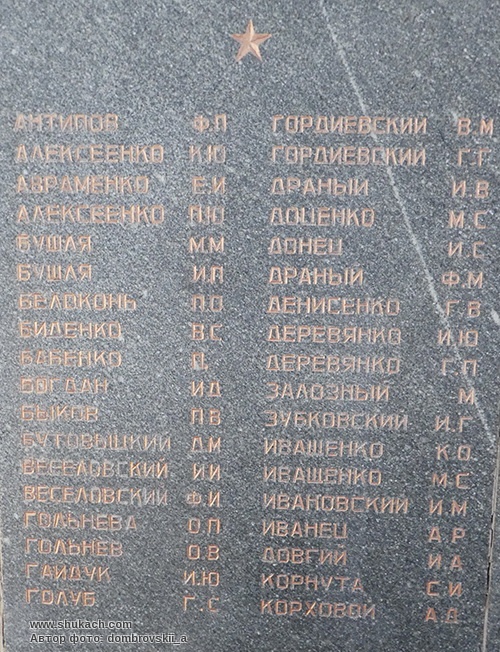 АНТИПОВ Ф.П
АЛЕКСЕЕНКО И.Ю
АВРАМЕНКО Е.И
АЛЕКСЕЕНКО П.Ю
БУШЛЯ М.М
БУШЛЯ И.П
БЕЛОКОНЬ П.О
БИДЕНКО В.С
БАБЕНКО
БОГДАН И.Д
БЫКОВ П.В
БУТОВЫЦКИЙ Д.М
ВЕСЕЛОВСКИЙ И.И
ВЕСЕЛОВСКИЙ Ф.И
ГОЛЬНЕВА О.П
ГОЛЬНЕВ О.В
ГАЙДУК И.Ю
ГОЛУБ Г.С
ГОРДИЕВСКИЙ В.М
ГОРДИЕВСКИЙ Г.Т
ДРАНЫЙ И.В
ДОЦЕНКО М.С
ДОНЕЦ И.С
ДРАНЫЙ Ф.М
ДЕНИСЕНКО Г.В
ДЕРЕВЯНКО И.Ю
ДЕРЕВЯНКО Г.П
ЗАЛОЗНЫЙ М
ЗУБКОВСКИЙ И.Г
ИВАЩЕНКО К.О.
ИВАЩЕНКО М.С
ИВАНОВСКИЙ И.М
ИВАНЕЦ Д.Р
ДОВГИЙ И.А
КОРНУТА С.И
КОРХОВОЙ А.Д
www.shukach.com
Автор фото: dombrovskii_a